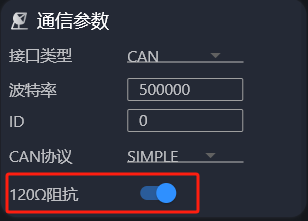 通信参数
接口类型 CAN
波特率 500000
ID 0
CAN协议 SIMPLE
120Ω阻抗